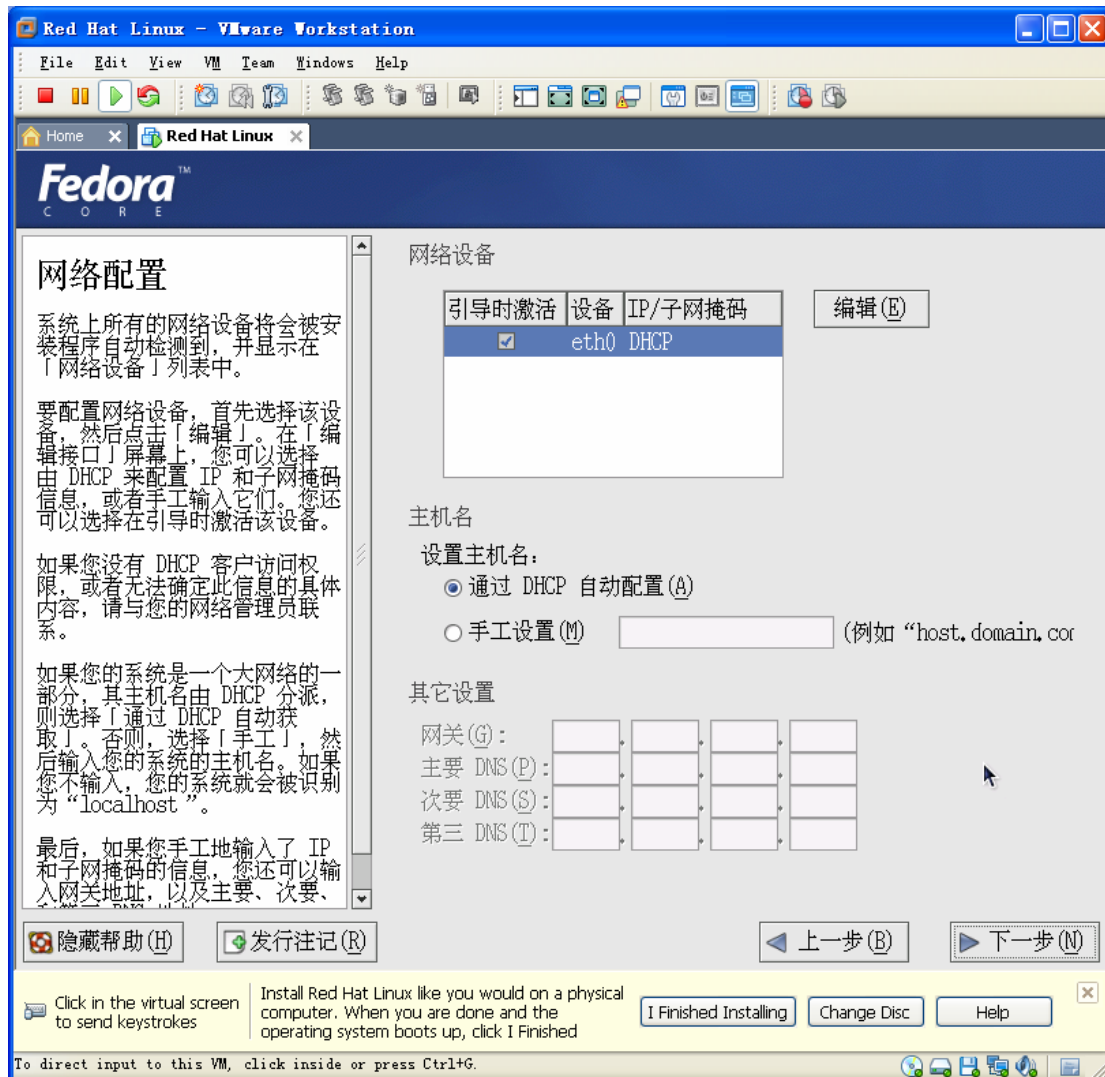 Red Hat Linux - VMware Workstation
File Edit View VM Team Windows Help
Home
Red Hat Linux
Fedora™
CORE
网络配置
系统上所有的网络设备将会被安
装程序自动检测到，并显示在
「网络设备」列表中。
要配置网络设备，首先选择该设
备，然后点击「编辑」。在「编
辑接口」屏幕上，您可以选择
由 DHCP 来配置 IP 和子网掩码
信息，或者手工输入它们。您还
可以选择在引导时激活该设备。
如果您没有 DHCP 客户访问权
限，或者无法确定此信息的具体
内容，请与您的网络管理员联
系。
如果您的系统是一个大网络的一
部分，其主机名由 DHCP 分派，
则选择「通过 DHCP 自动获
取」。否则，选择「手工」，然
后输入您的系统的主机名。如果
您不输入，您的系统就会被识别
为“localhost ”。
最后，如果您手工地输入了 IP
和子网掩码的信息，您还可以输
入网关地址，以及主要、次要、
网络设备
引导时激活 设备 IP/子网掩码
eth0 DHCP
编辑(E)
主机名
设置主机名:
通过 DHCP 自动配置(A)
手工设置(M)
(例如 “host.domain.cor
其它设置
网关(G):
主要 DNS(P):
次要 DNS(S):
第三 DNS(T):
隐藏帮助(H)
发行注记(R)
上一步(B)
下一步(N)
Click in the virtual screen
to send keystrokes
Install Red Hat Linux like you would on a physical
computer. When you are done and the
operating system boots up, click I Finished
I Finished Installing
Change Disc
Help
To direct input to this VM, click inside or press Ctrl+G.